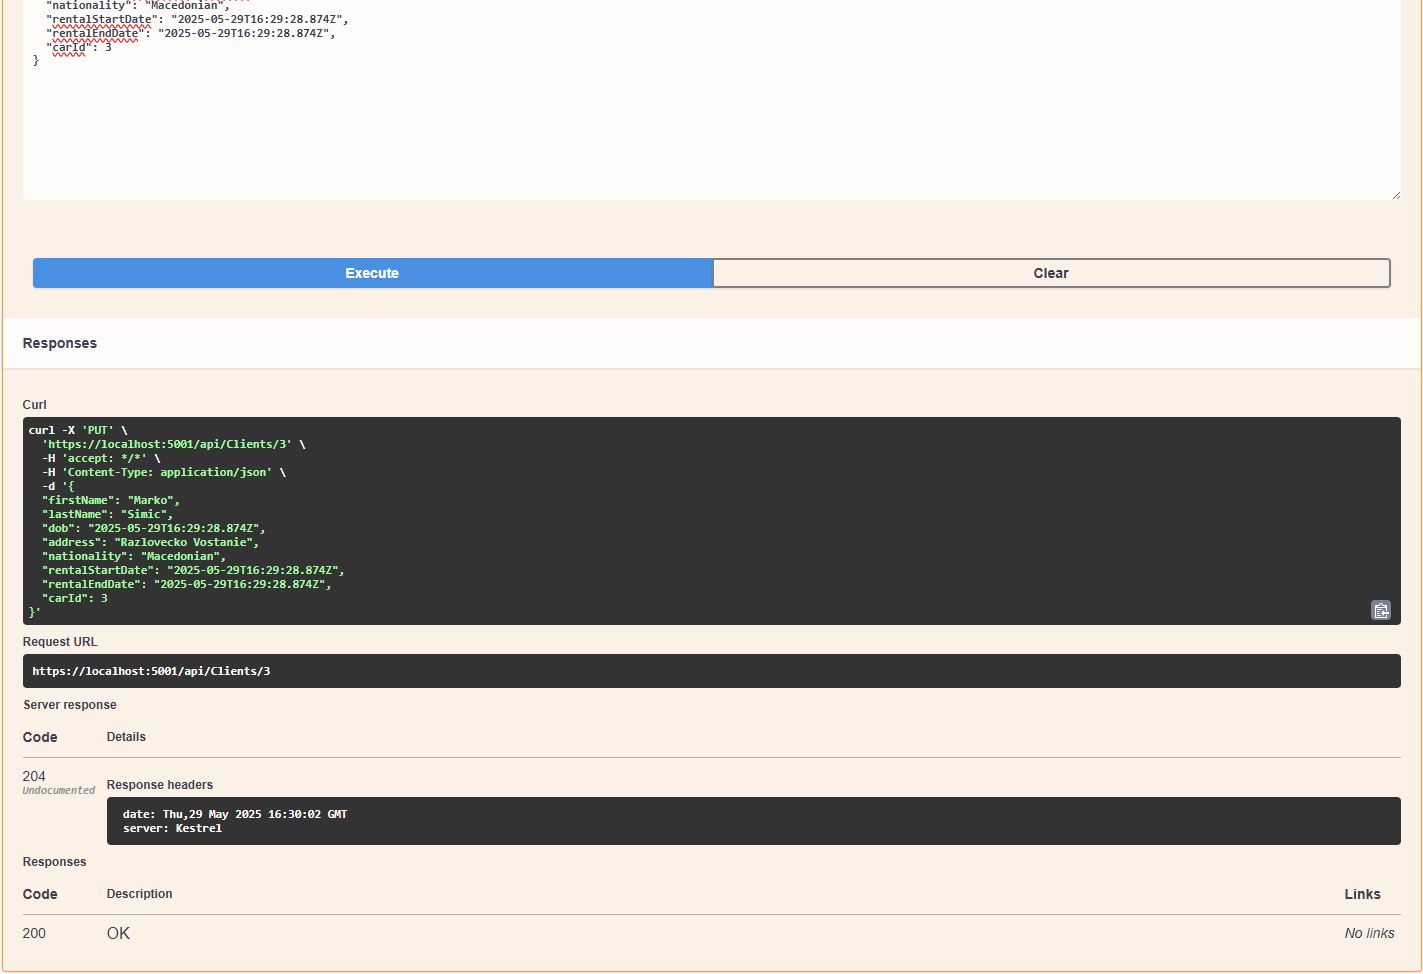 "nationality": "Macedonian",
"rentalStartDate": "2025-05-29T16:29:28.874Z",
"rentalEndDate": "2025-05-29T16:29:28.874Z",
"carId": 3
}
Execute
Clear
Responses
Curl
curl -X 'PUT' \
'https://localhost:5001/api/Clients/3' \
-H 'accept: */*' \
-H 'Content-Type: application/json' \
-d '{
"firstName": "Marko",
"lastName": "Simic",
"dob": "2025-05-29T16:29:28.874Z",
"address": "Razlovecko Vostanie",
"nationality": "Macedonian",
"rentalStartDate": "2025-05-29T16:29:28.874Z",
"rentalEndDate": "2025-05-29T16:29:28.874Z",
"carId": 3
}'
Request URL
https://localhost:5001/api/Clients/3
Server response
Code Details
204
Undocumented
Response headers
date: Thu,29 May 2025 16:30:02 GMT
server: Kestrel
Responses
Code Description Links
200 OK No links